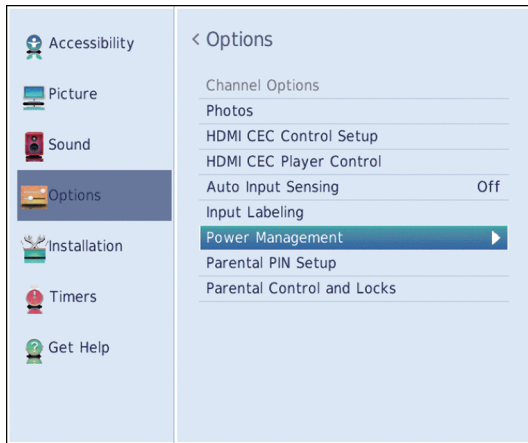 Accessibility
Picture
Sound
Options
Installation
Timers
Get Help
< Options
Channel Options
Photos
HDMI CEC Control Setup
HDMI CEC Player Control
Auto Input Sensing Off
Input Labeling
Power Management
Parental PIN Setup
Parental Control and Locks